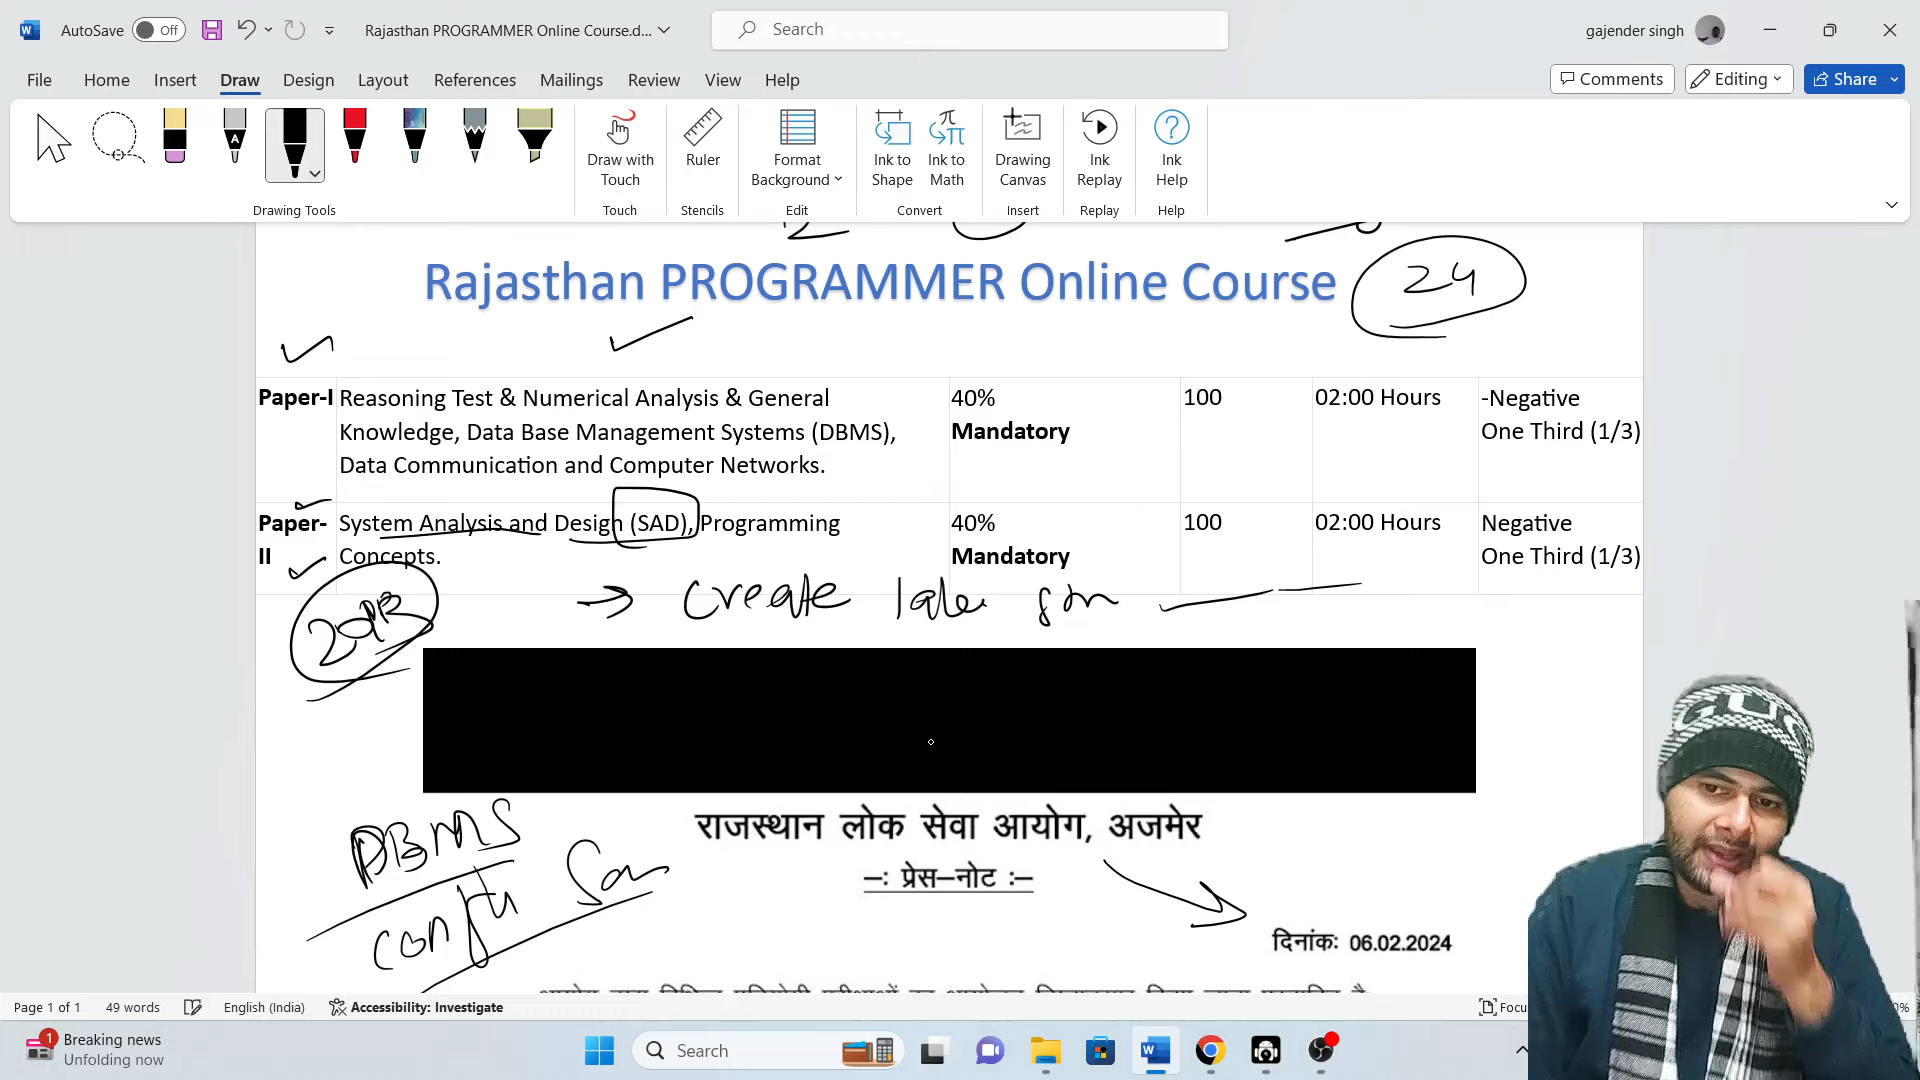 AutoSave Off Rajasthan PROGRAMMER Online Course.d... Search gajender singh
File Home Insert Draw Design Layout References Mailings Review View Help Comments Editing Share
A
Draw with Touch
Ruler
Format Background
Ink to Shape
Ink to Math
Drawing Canvas
Ink Replay
Ink Help
Drawing Tools Touch Stencils Edit Convert Insert Replay Help
Rajasthan PROGRAMMER Online Course 24
Paper-I Reasoning Test & Numerical Analysis & General 40% 100 02:00 Hours -Negative
Knowledge, Data Base Management Systems (DBMS), Mandatory One Third (1/3)
Data Communication and Computer Networks.
Paper- System Analysis and Design (SAD), Programming 40% 100 02:00 Hours Negative
II Concepts. Mandatory One Third (1/3)
→ create
DBMS
राजस्थान लोक सेवा आयोग, अजमेर
–: प्रेस–नोट :–
दिनांकः 06.02.2024
GUC
Page 1 of 1 49 words English (India) Accessibility: Investigate Focu 0%
1 Breaking news
Unfolding now
Search